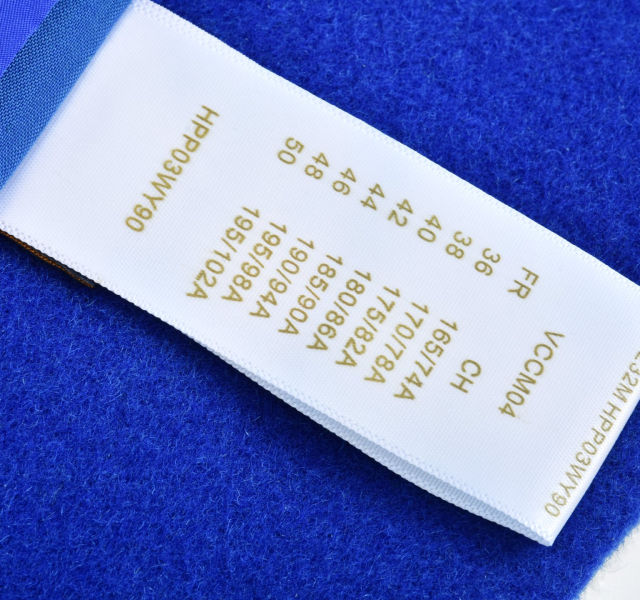 HPP03WY90
VCCM04
FR CH
36 165/74A
38 170/78A
40 175/82A
42 180/86A
44 185/90A
46 190/94A
48 195/98A
50 195/102A
HPP03WY90